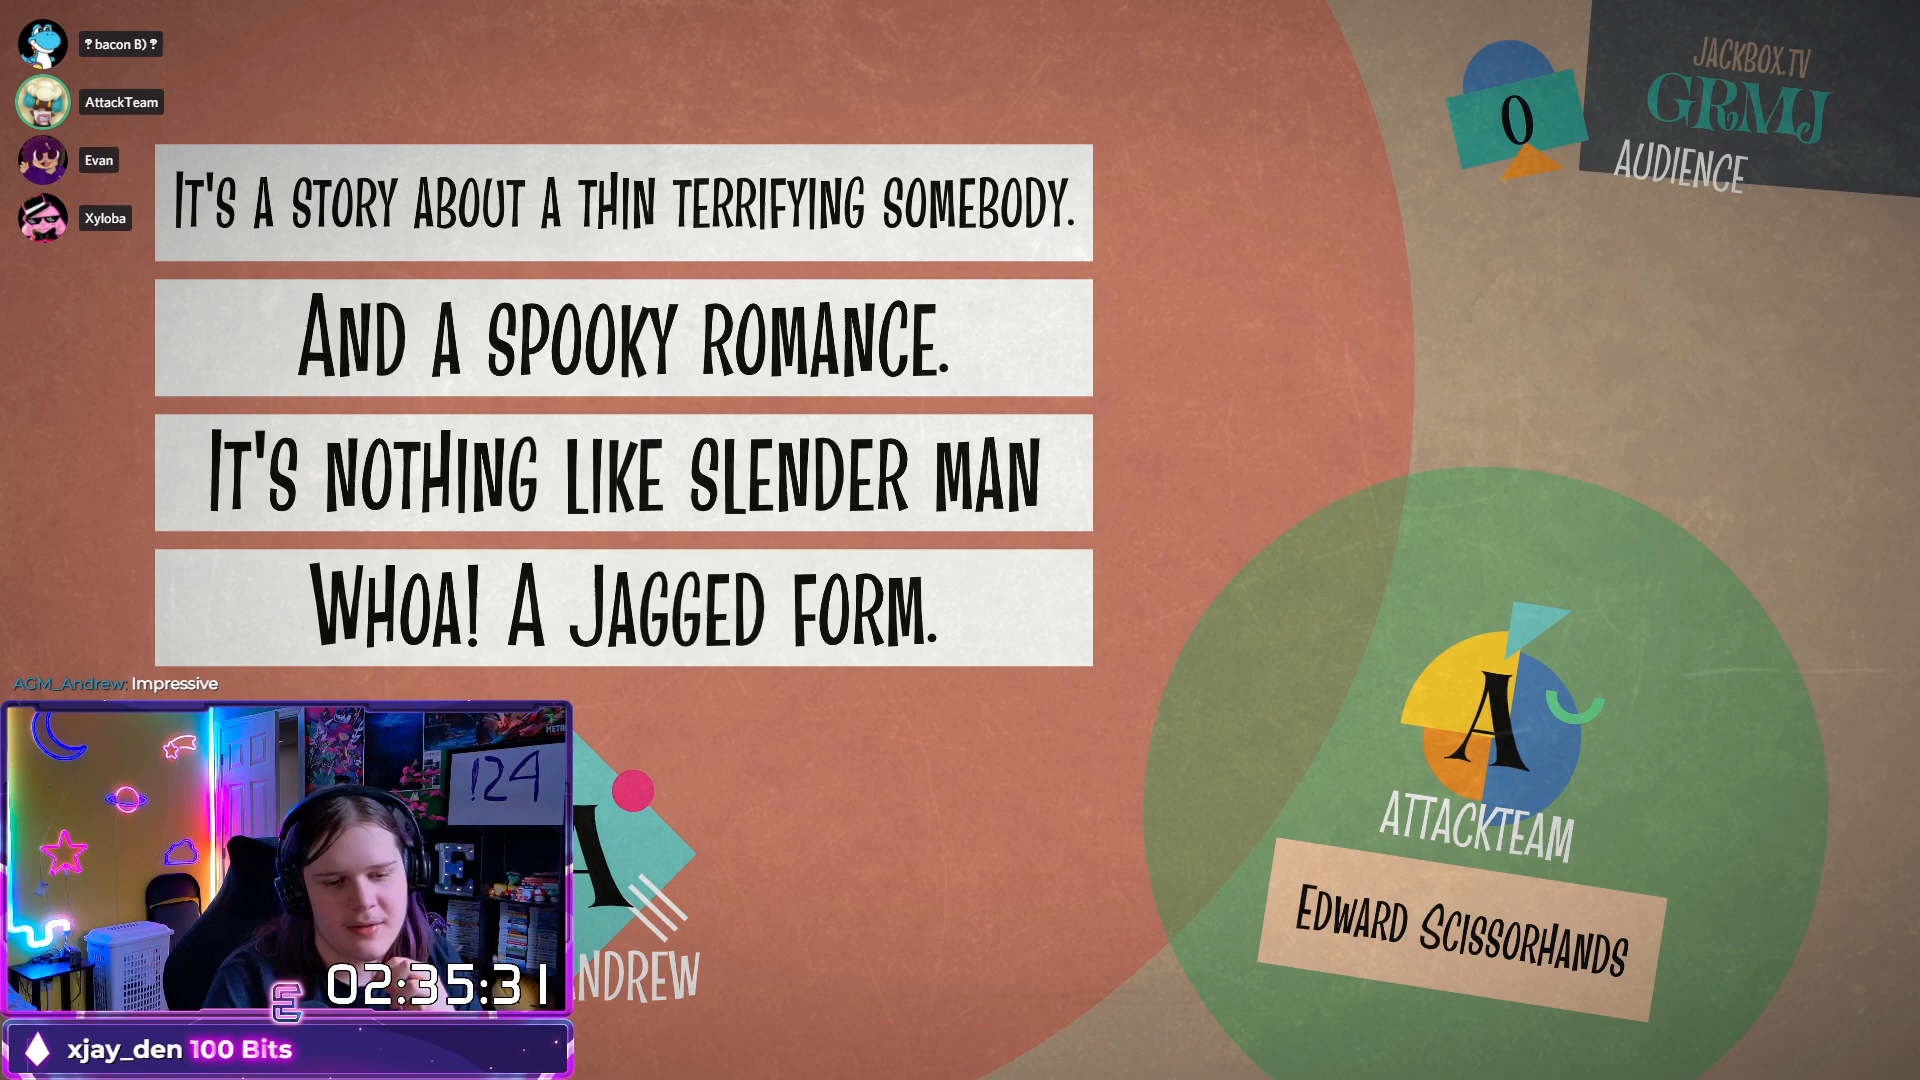 ‽ bacon B) ‽
AttackTeam
Evan
Xyloba
IT'S A STORY ABOUT A THIN TERRIFYING SOMEBODY.
AND A SPOOKY ROMANCE.
IT'S NOTHING LIKE SLENDER MAN
WHOA! A JAGGED FORM.
0
JACKBOX.TV
GRMJ
AUDIENCE
A
ATTACKTEAM
EDWARD SCISSORHANDS
AGM_Andrew: Impressive
!24
E
A
NDREW
02:35:31
E
xjay_den 100 Bits